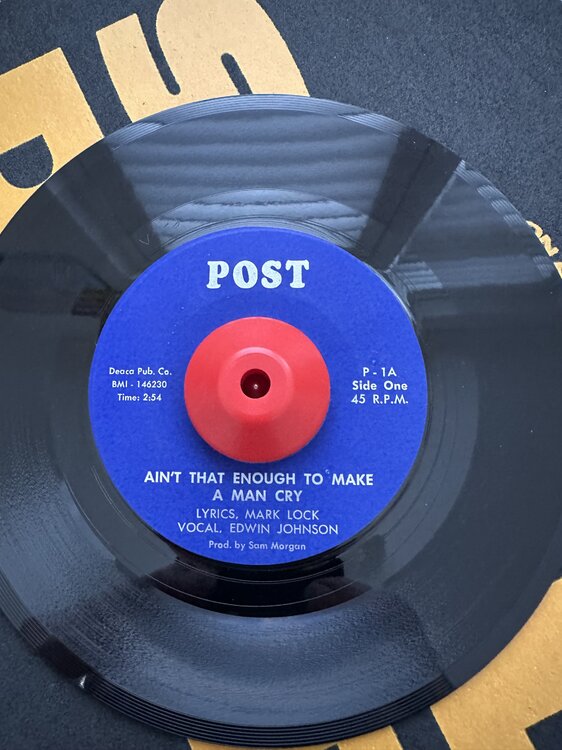 POST
Deaca Pub. Co.
BMI - 146230
Time: 2:54
P - 1A
Side One
45 R.P.M.
AIN'T THAT ENOUGH TO MAKE
A MAN CRY
LYRICS, MARK LOCK
VOCAL, EDWIN JOHNSON
Prod. by Sam Morgan